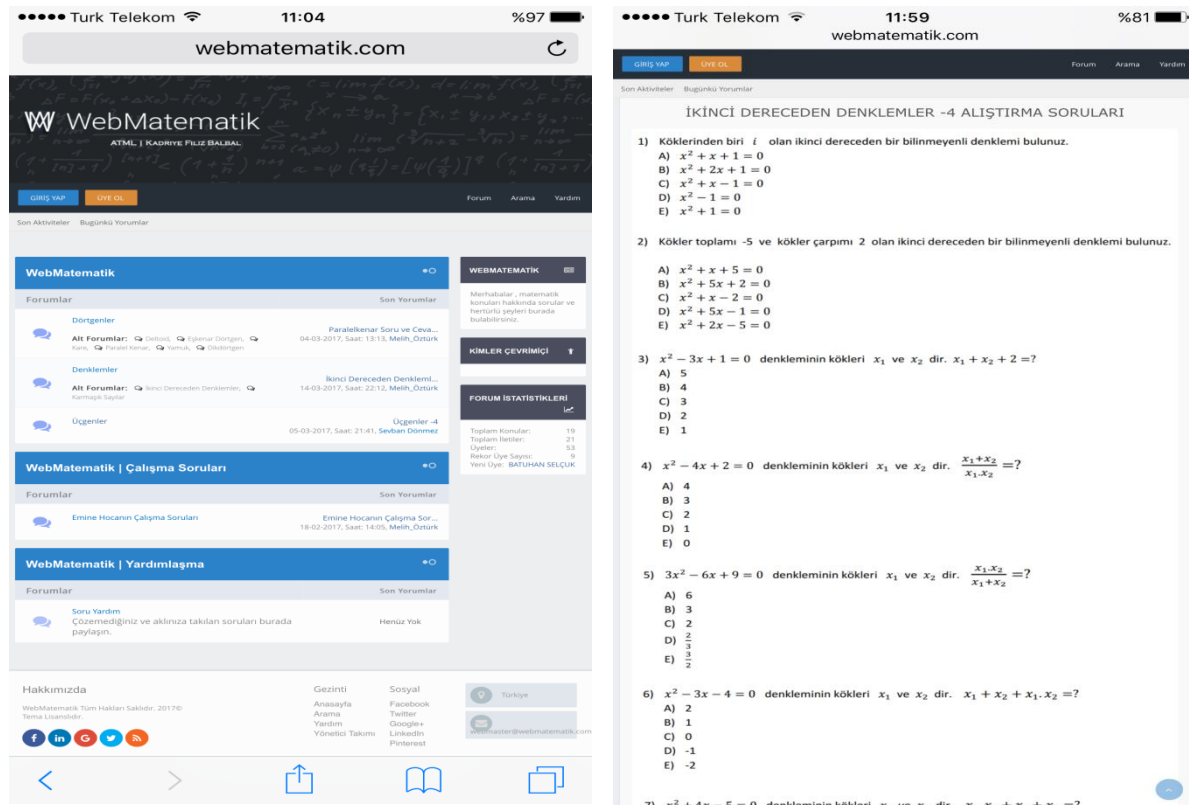 Turk Telekom 11:04 %97
webmatematik.com
WebMatematik
ATML | KADRIYE FILIZ BALBAL
GİRİŞ YAP ÜYE OL Forum Arama Yardım
Son Aktiviteler Bugünkü Yorumlar
WebMatematik
Forumlar Son Yorumlar
Dörtgenler
Alt Forumlar: Deltoid, Eşkenar Dörtgen,
Kare, Paralel Kenar, Yamuk, Dikdörtgen
Paralelkenar Soru ve Ceva...
04-03-2017, Saat: 13:13, Melih_Öztürk
Denklemler
Alt Forumlar: İkinci Dereceden Denklemler,
Karmaşık Sayılar
İkinci Dereceden Denkleml...
14-03-2017, Saat: 22:12, Melih_Öztürk
Üçgenler
Üçgenler -4
05-03-2017, Saat: 21:41, Sevban Dönmez
WebMatematik | Çalışma Soruları
Forumlar Son Yorumlar
Emine Hocanın Çalışma Soruları
Emine Hocanın Çalışma Sor...
18-02-2017, Saat: 14:05, Melih_Öztürk
WebMatematik | Yardımlaşma
Forumlar Son Yorumlar
Soru Yardım
Çözemediğiniz ve aklınıza takılan soruları burada
paylaşın.
Henüz Yok
WEBMATEMATİK
Merhabalar , matematik
konuları hakkında sorular ve
hertürlü şeyleri burada
bulabilirsiniz.
KİMLER ÇEVRİMİÇİ
FORUM İSTATİSTİKLERİ
Toplam Konular: 19
Toplam İletiler: 21
Üyeler: 53
Rekor Üye Sayısı: 9
Yeni Üye: BATUHAN SELÇUK
Hakkımızda
WebMatematik Tüm Hakları Saklıdır. 2017©
Tema Lisanslıdır.
Gezinti
Anasayfa
Arama
Yardım
Yönetici Takımı
Sosyal
Facebook
Twitter
Google+
LinkedIn
Pinterest
Türkiye
webmaster@webmatematik.com
Turk Telekom 11:59 %81
webmatematik.com
GİRİŞ YAP ÜYE OL Forum Arama Yardım
Son Aktiviteler Bugünkü Yorumlar
İKİNCİ DERECEDEN DENKLEMLER -4 ALIŞTIRMA SORULARI
1) Köklerinden biri i olan ikinci dereceden bir bilinmeyenli denklemi bulunuz.
A) x² + x + 1 = 0
B) x² + 2x + 1 = 0
C) x² + x − 1 = 0
D) x² − 1 = 0
E) x² + 1 = 0
2) Kökler toplamı -5 ve kökler çarpımı 2 olan ikinci dereceden bir bilinmeyenli denklemi bulunuz.
A) x² + x + 5 = 0
B) x² + 5x + 2 = 0
C) x² + x − 2 = 0
D) x² + 5x − 1 = 0
E) x² + 2x − 5 = 0
3) x² − 3x + 1 = 0 denkleminin kökleri x₁ ve x₂ dir. x₁ + x₂ + 2 =?
A) 5
B) 4
C) 3
D) 2
E) 1
4) x² − 4x + 2 = 0 denkleminin kökleri x₁ ve x₂ dir. (x₁+x₂)/(x₁.x₂) =?
A) 4
B) 3
C) 2
D) 1
E) 0
5) 3x² − 6x + 9 = 0 denkleminin kökleri x₁ ve x₂ dir. (x₁.x₂)/(x₁+x₂) =?
A) 6
B) 3
C) 2
D) 2/3
E) 3/2
6) x² − 3x − 4 = 0 denkleminin kökleri x₁ ve x₂ dir. x₁ + x₂ + x₁. x₂ =?
A) 2
B) 1
C) 0
D) -1
E) -2